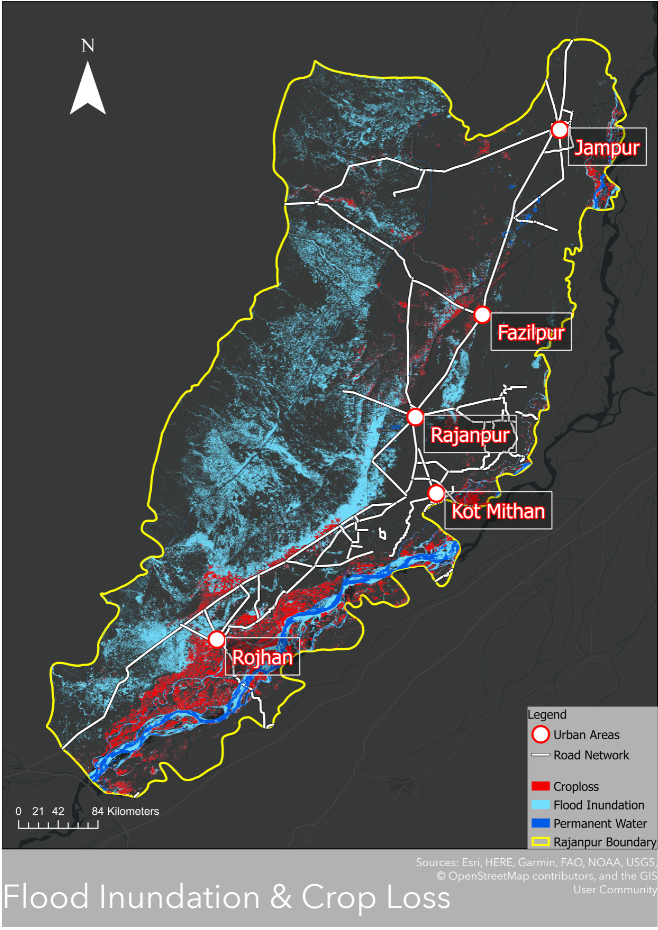 N
Jampur
Fazilpur
Rajanpur
Kot Mithan
Rojhan
Legend
Urban Areas
Road Network
Croploss
Flood Inundation
Permanent Water
Rajanpur Boundary
0 21 42 84 Kilometers
Sources: Esri, HERE, Garmin, FAO, NOAA, USGS,
© OpenStreetMap contributors, and the GIS
User Community
Flood Inundation & Crop Loss